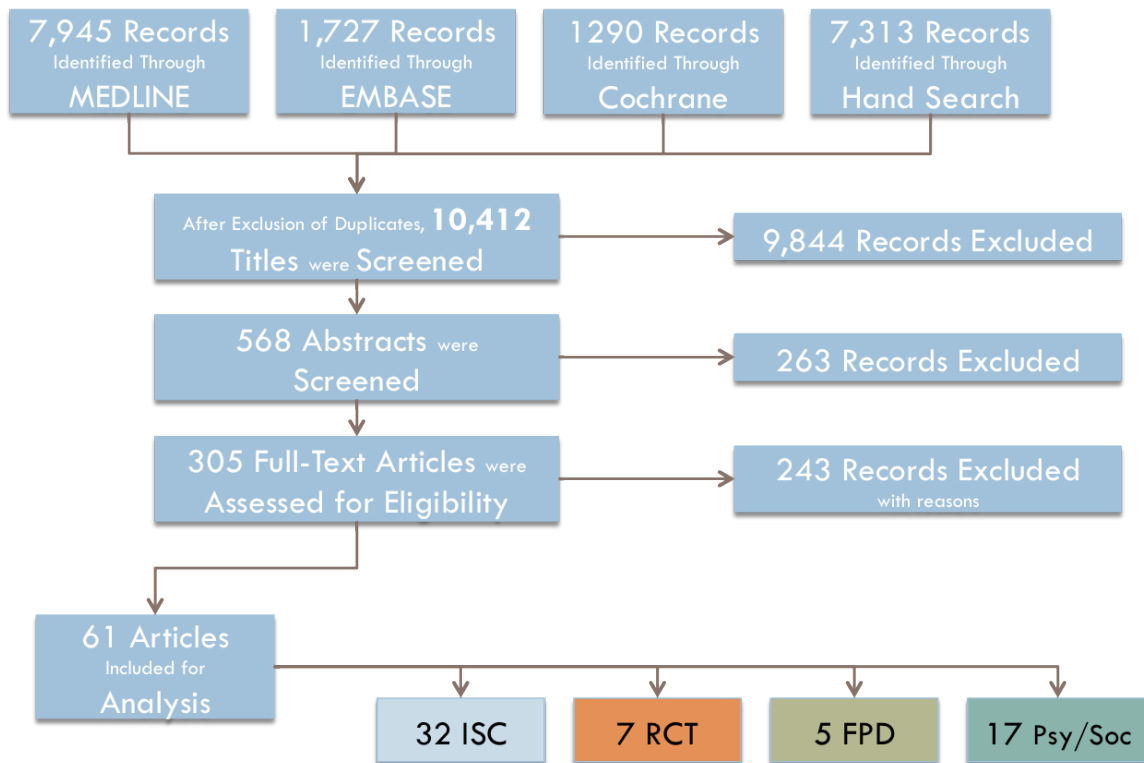 7,945 Records
Identified Through
MEDLINE
1,727 Records
Identified Through
EMBASE
1290 Records
Identified Through
Cochrane
7,313 Records
Identified Through
Hand Search
After Exclusion of Duplicates, 10,412
Titles were Screened
9,844 Records Excluded
568 Abstracts were
Screened
263 Records Excluded
305 Full-Text Articles were
Assessed for Eligibility
243 Records Excluded
with reasons
61 Articles
Included for
Analysis
32 ISC
7 RCT
5 FPD
17 Psy/Soc